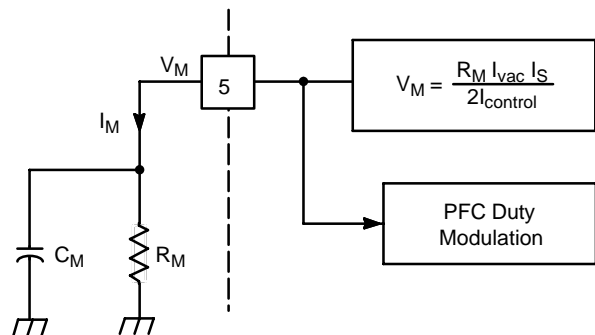 V_M
5
I_M
C_M
R_M
V_M = R_M I_vac I_S / 2I_control
PFC Duty
Modulation